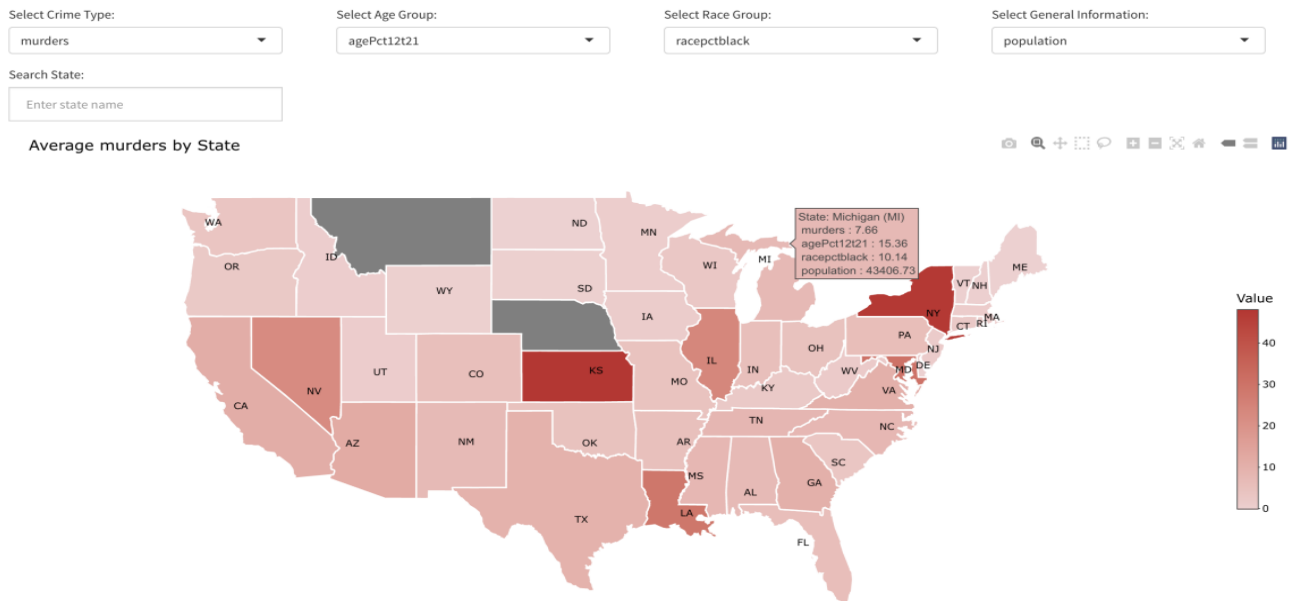 Select Crime Type:
Select Age Group:
Select Race Group:
Select General Information:
murders
agePct12t21
racepctblack
population
Search State:
Enter state name
Average murders by State
WA
ND
MN
State: Michigan (MI)
murders : 7.66
agePct12t21 : 15.36
racepctblack : 10.14
population : 43406.73
OR
ID
WI
MI
ME
VT
NH
WY
SD
IA
NY
MA
CT
RI
PA
NJ
Value
40
30
20
10
0
NV
UT
CO
KS
MO
IL
IN
OH
WV
MD
DE
KY
VA
CA
AZ
NM
OK
AR
TN
NC
MS
AL
GA
SC
TX
LA
FL